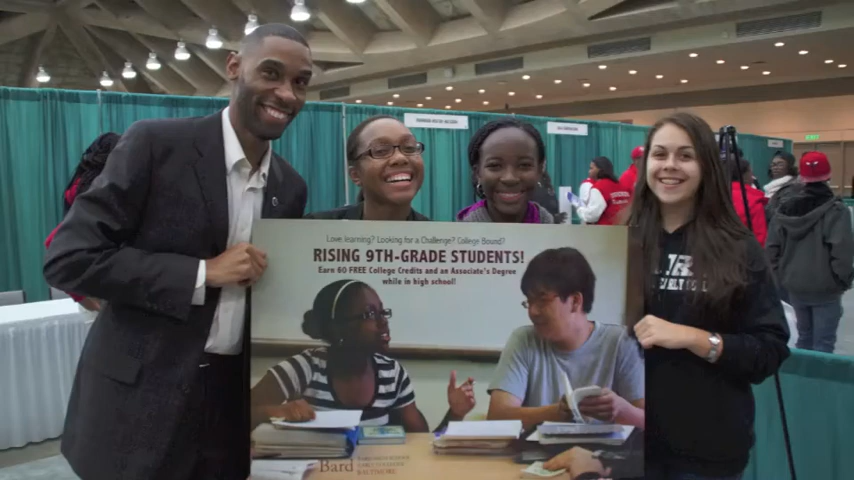 Love learning? Looking for a Challenge? College Bound?
RISING 9TH-GRADE STUDENTS!
Earn 60 FREE College Credits and an Associate's Degree
while in high school!
Bard
BALTIMORE